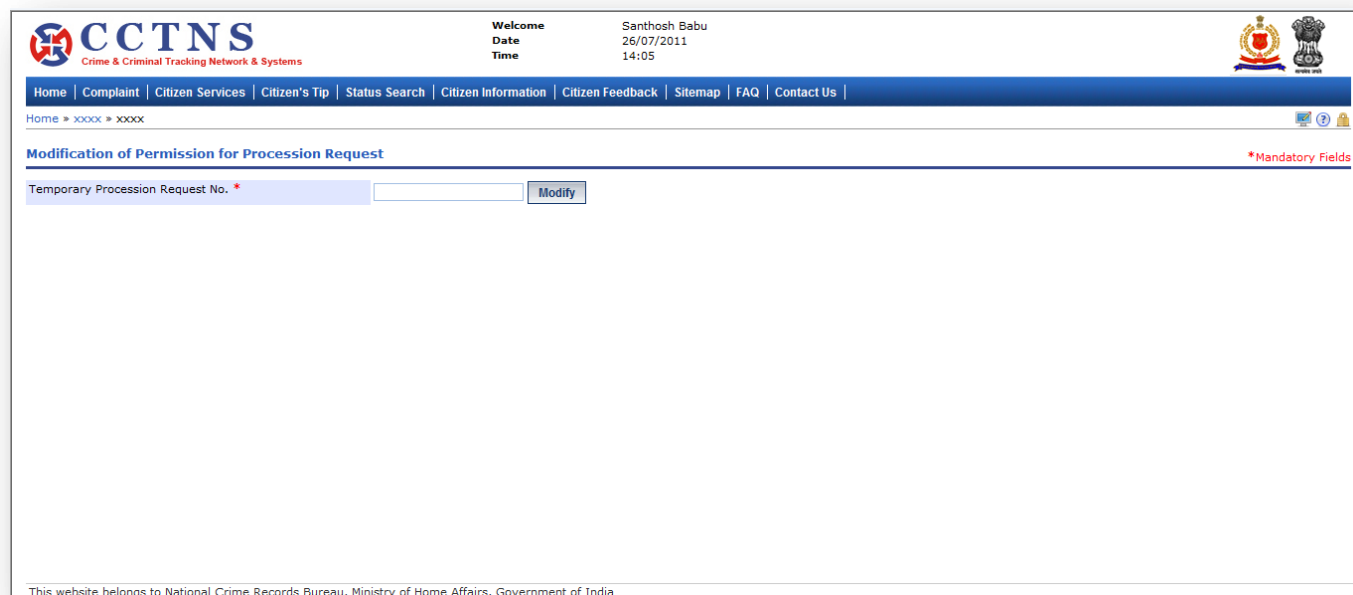 CCTNS
Crime & Criminal Tracking Network & Systems
Welcome Santhosh Babu
Date 26/07/2011
Time 14:05
Home | Complaint | Citizen Services | Citizen's Tip | Status Search | Citizen Information | Citizen Feedback | Sitemap | FAQ | Contact Us |
Home » xxxx » xxxx
Modification of Permission for Procession Request
*Mandatory Fields
Temporary Procession Request No. * Modify
This website belongs to National Crime Records Bureau, Ministry of Home Affairs, Government of India